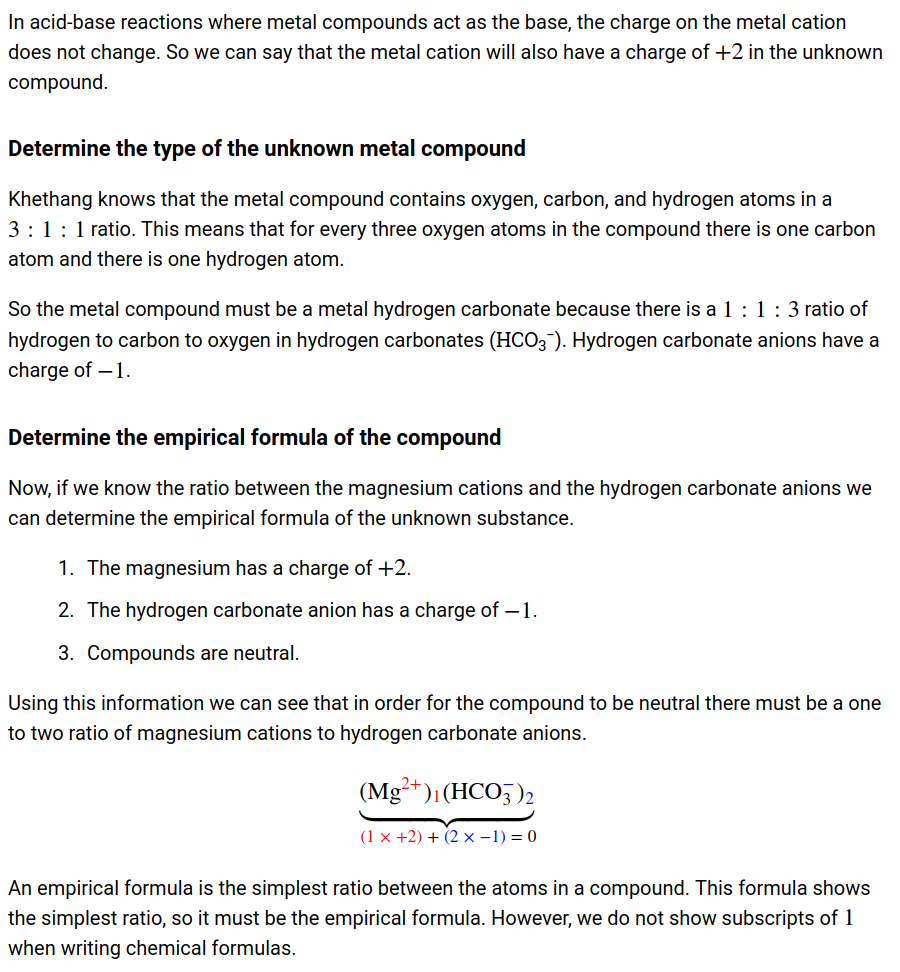 In acid-base reactions where metal compounds act as the base, the charge on the metal cation
does not change. So we can say that the metal cation will also have a charge of +2 in the unknown
compound.
Determine the type of the unknown metal compound
Khethang knows that the metal compound contains oxygen, carbon, and hydrogen atoms in a
3 : 1 : 1 ratio. This means that for every three oxygen atoms in the compound there is one carbon
atom and there is one hydrogen atom.
So the metal compound must be a metal hydrogen carbonate because there is a 1 : 1 : 3 ratio of
hydrogen to carbon to oxygen in hydrogen carbonates (HCO₃⁻). Hydrogen carbonate anions have a
charge of −1.
Determine the empirical formula of the compound
Now, if we know the ratio between the magnesium cations and the hydrogen carbonate anions we
can determine the empirical formula of the unknown substance.
1. The magnesium has a charge of +2.
2. The hydrogen carbonate anion has a charge of −1.
3. Compounds are neutral.
Using this information we can see that in order for the compound to be neutral there must be a one
to two ratio of magnesium cations to hydrogen carbonate anions.
(Mg²⁺)₁(HCO₃⁻)₂
(1 × +2) + (2 × −1) = 0
An empirical formula is the simplest ratio between the atoms in a compound. This formula shows
the simplest ratio, so it must be the empirical formula. However, we do not show subscripts of 1
when writing chemical formulas.